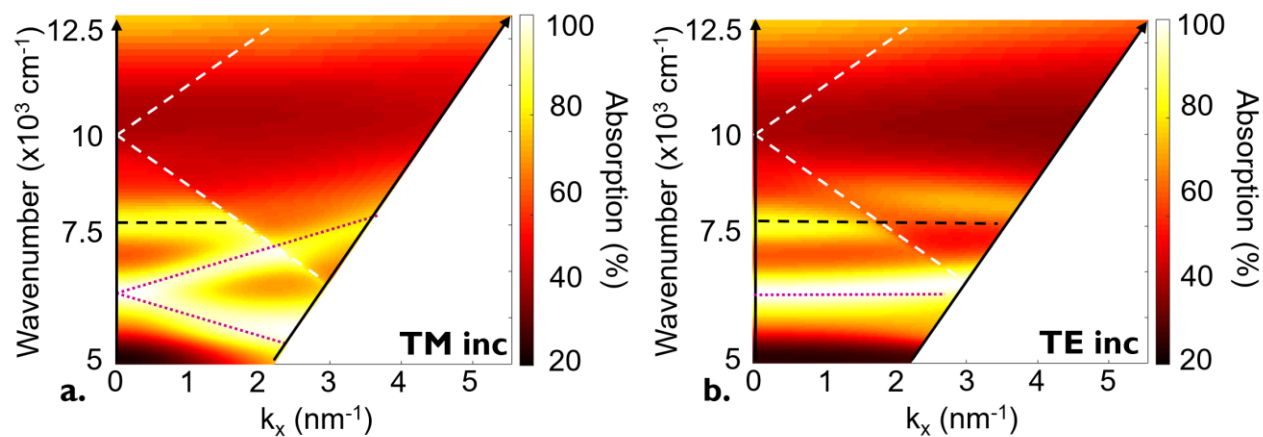 12.5
10
7.5
5
Wavenumber (x10³ cm⁻¹)
0 1 2 3 4 5
kₓ (nm⁻¹)
TM inc
a.
100
80
60
40
20
Absorption (%)
12.5
10
7.5
5
Wavenumber (x10³ cm⁻¹)
0 1 2 3 4 5
kₓ (nm⁻¹)
TE inc
b.
100
80
60
40
20
Absorption (%)